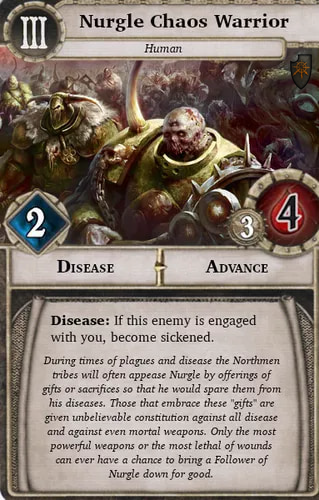 III
Nurgle Chaos Warrior
Human
2
3
4
Disease
Advance
Disease: If this enemy is engaged
with you, become sickened.
During times of plagues and disease the Northmen
tribes will often appease Nurgle by offerings of
gifts or sacrifices so that he would spare them from
his diseases. Those that embrace these "gifts" are
given unbelievable constitution against all disease
and against even mortal weapons. Only the most
powerful weapons or the most lethal of wounds
can ever have a chance to bring a Follower of
Nurgle down for good.